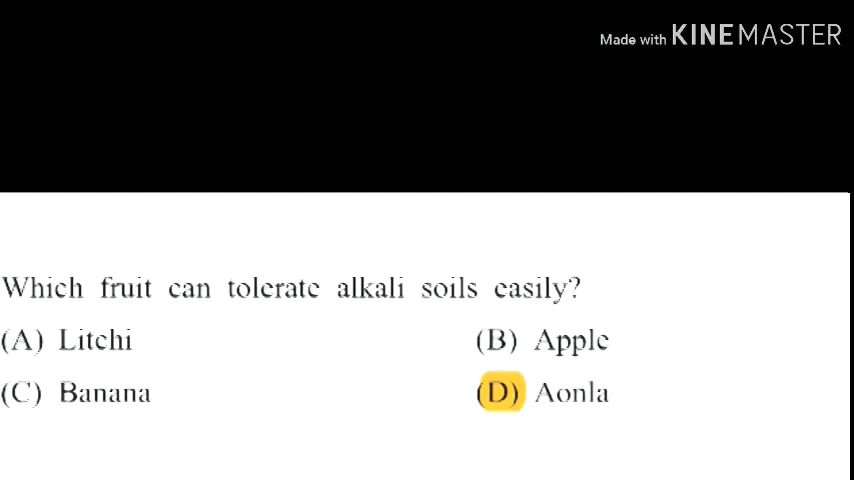 Made with KINEMASTER
Which fruit can tolerate alkali soils easily?
(A) Litchi (B) Apple
(C) Banana (D) Aonla